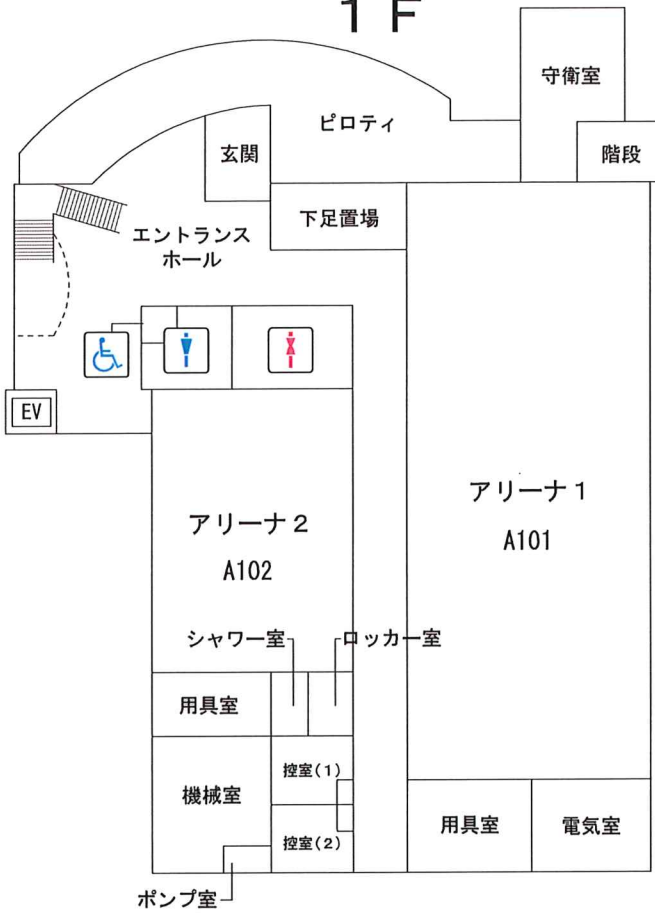 1F
守衛室
ピロティ
玄関
階段
下足置場
エントランス
ホール
EV
アリーナ1
A101
アリーナ2
A102
シャワー室
ロッカー室
用具室
控室(1)
機械室
用具室
電気室
控室(2)
ポンプ室